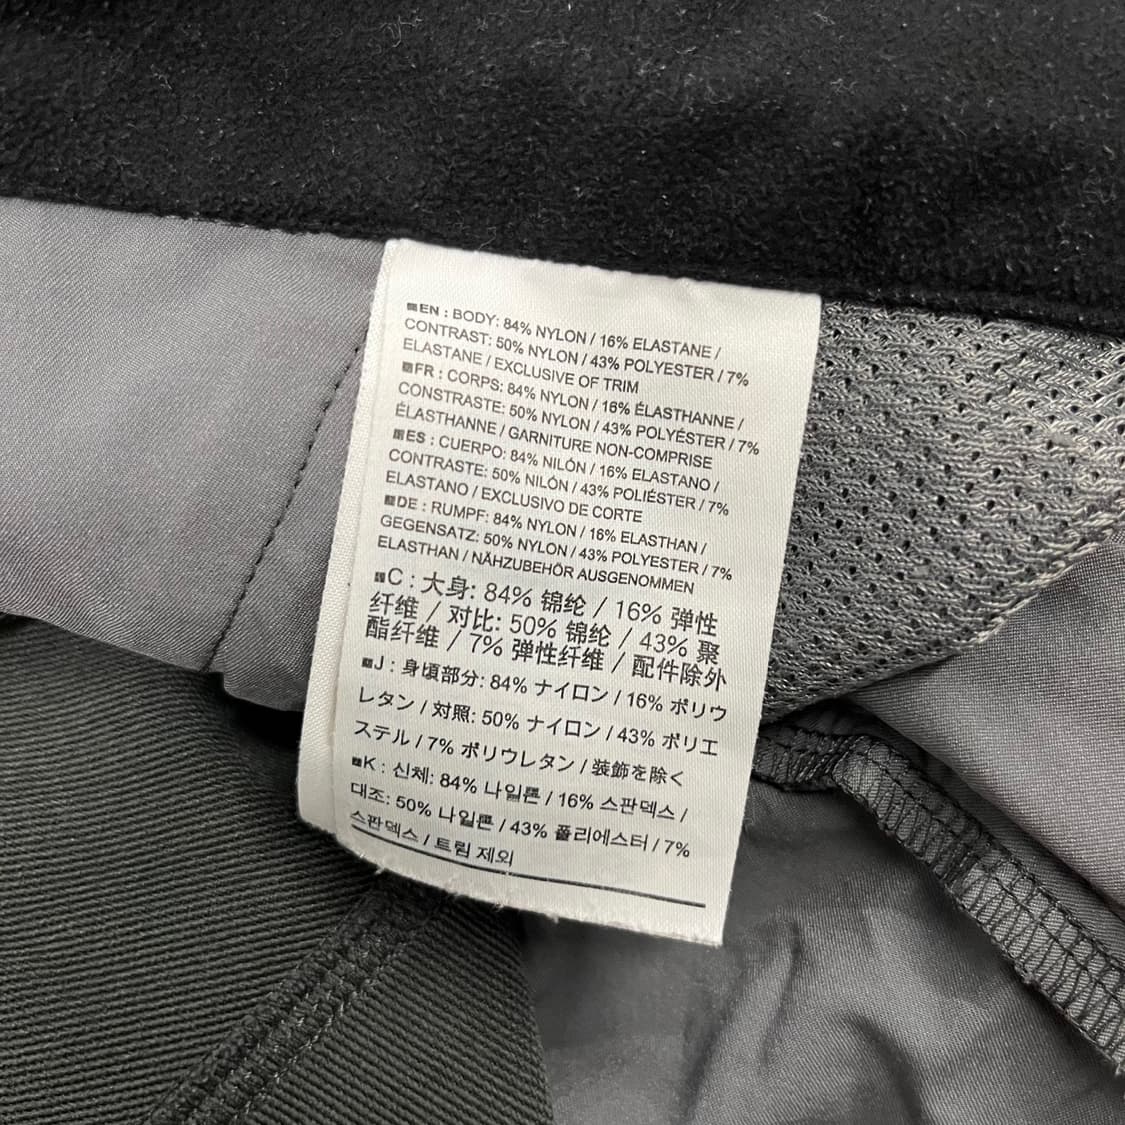 EN : BODY: 84% NYLON / 16% ELASTANE /
CONTRAST: 50% NYLON / 43% POLYESTER / 7%
ELASTANE / EXCLUSIVE OF TRIM
FR : CORPS: 84% NYLON / 16% ÉLASTHANNE /
CONSTRASTE: 50% NYLON / 43% POLYÉSTER / 7%
ÉLASTHANNE / GARNITURE NON-COMPRISE
ES : CUERPO: 84% NILÓN / 16% ELASTANO /
CONTRASTE: 50% NILÓN / 43% POLIÉSTER / 7%
ELASTANO / EXCLUSIVO DE CORTE
DE : RUMPF: 84% NYLON / 16% ELASTHAN /
GEGENSATZ: 50% NYLON / 43% POLYESTER / 7%
ELASTHAN / NÄHZUBEHÖR AUSGENOMMEN
C : 大身: 84% 锦纶 / 16% 弹性
纤维 / 对比: 50% 锦纶 / 43% 聚
酯纤维 / 7% 弹性纤维 / 配件除外
J : 身頃部分: 84% ナイロン / 16% ポリウ
レタン / 対照: 50% ナイロン / 43% ポリエ
ステル / 7% ポリウレタン / 装飾を除く
K : 신체: 84% 나일론 / 16% 스판덱스 /
대조: 50% 나일론 / 43% 폴리에스터 / 7%
스판덱스 / 트림 제외